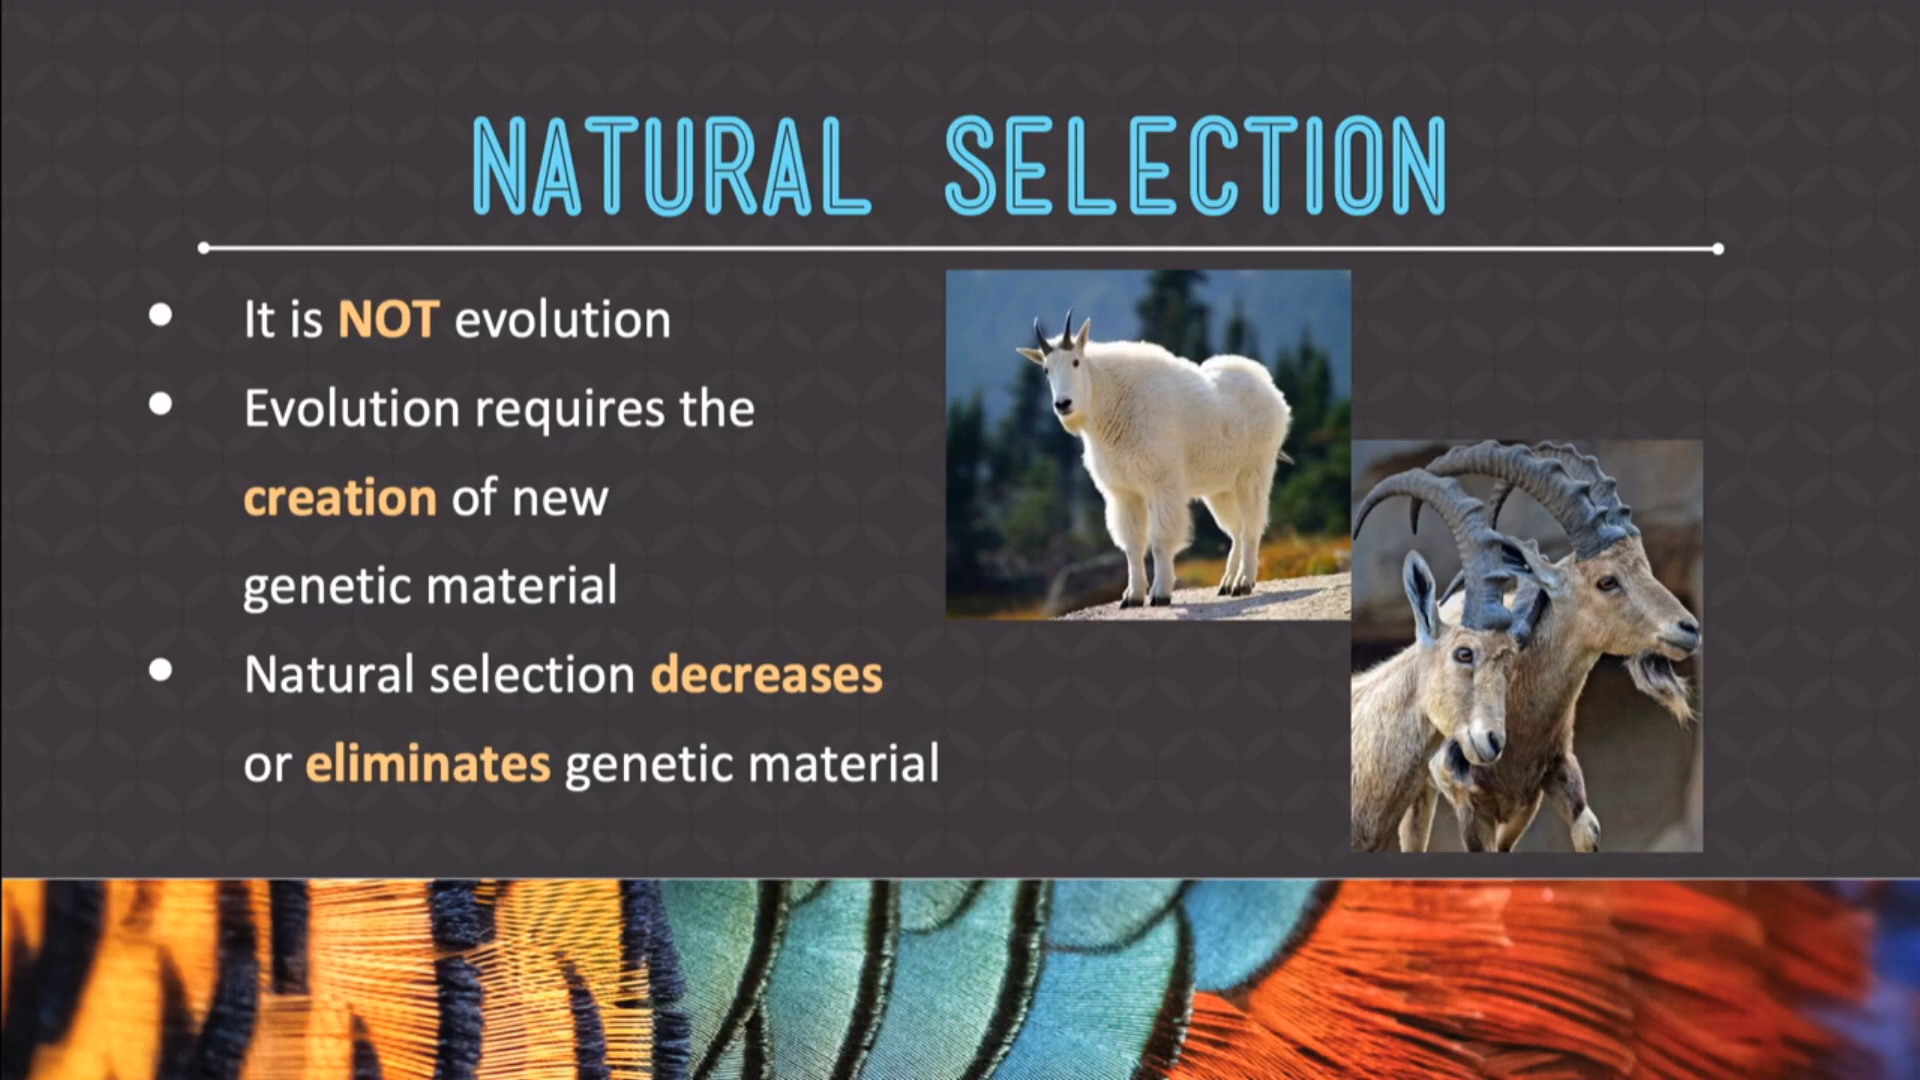 NATURAL SELECTION
• It is NOT evolution
• Evolution requires the
creation of new
genetic material
• Natural selection decreases
or eliminates genetic material